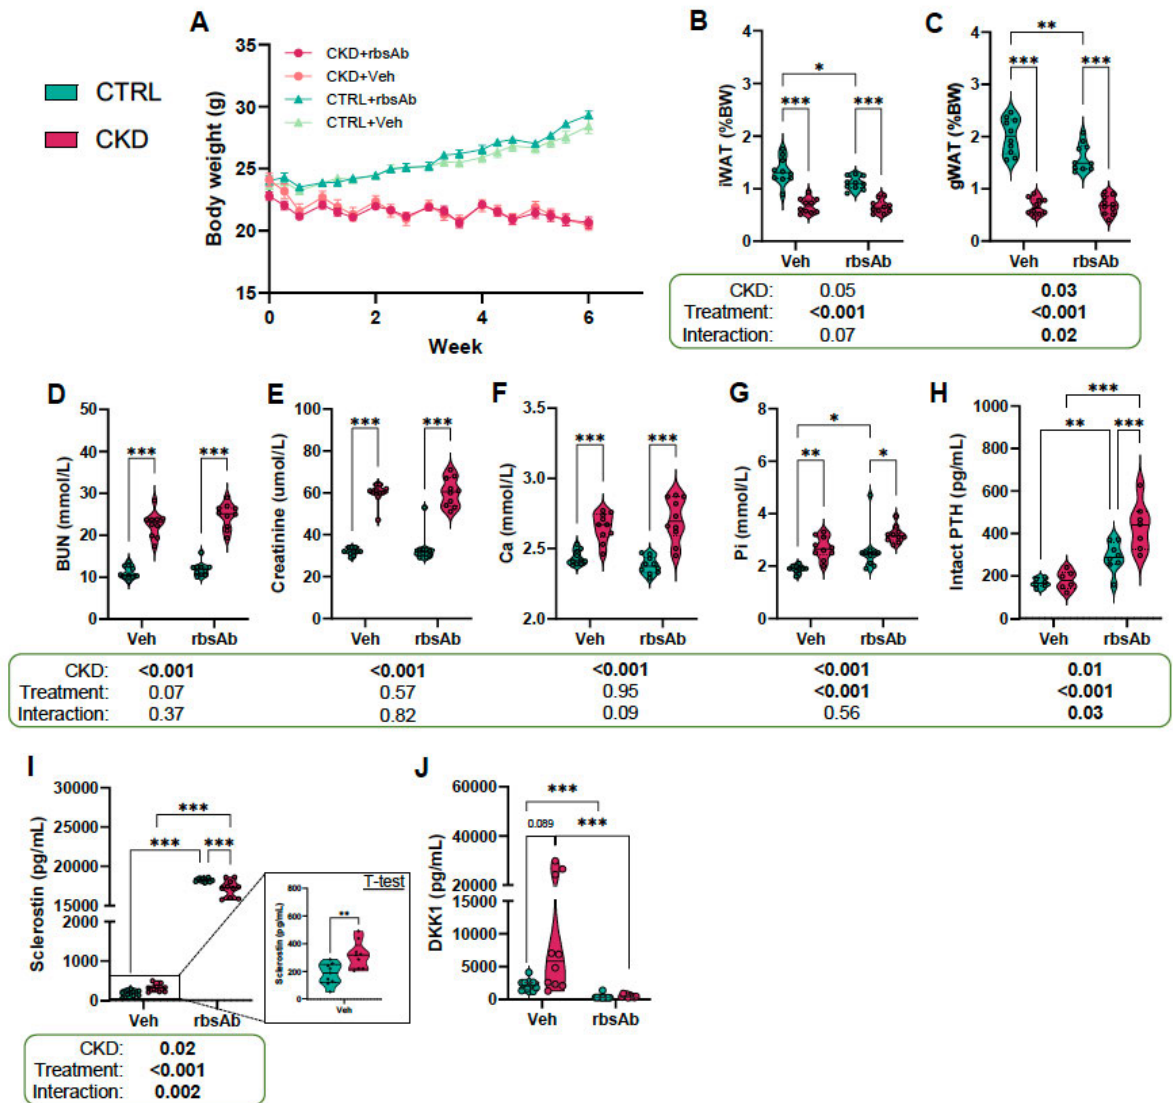 CTRL
CKD
A
Body weight (g)
35
30
25
20
15
0
2
4
6
Week
CKD+rbsAb
CKD+Veh
CTRL+rbsAb
CTRL+Veh
B
iWAT (%BW)
4
3
2
1
0
*
***
***
Veh
rbsAb
C
gWAT (%BW)
4
3
2
1
0
**
***
***
Veh
rbsAb
CKD: 0.05 0.03
Treatment: <0.001 <0.001
Interaction: 0.07 0.02
D
BUN (mmol/L)
50
40
30
20
10
0
***
***
Veh
rbsAb
E
Creatinine (umol/L)
100
80
60
40
20
0
***
***
Veh
rbsAb
F
Ca (mmol/L)
3.5
3.0
2.5
2.0
***
***
Veh
rbsAb
G
Pi (mmol/L)
8
6
4
2
0
*
**
*
Veh
rbsAb
H
Intact PTH (pg/mL)
1000
800
600
400
200
0
***
**
***
Veh
rbsAb
CKD: <0.001 <0.001 <0.001 <0.001 0.01
Treatment: 0.07 0.57 0.95 <0.001 <0.001
Interaction: 0.37 0.82 0.09 0.56 0.03
I
Sclerostin (pg/mL)
30000
25000
20000
15000
2000
1000
0
***
***
***
Veh
rbsAb
T-test
Sclerostin (pg/mL)
800
600
400
200
0
**
Veh
CKD: 0.02
Treatment: <0.001
Interaction: 0.002
J
DKK1 (pg/mL)
60000
40000
20000
15000
10000
5000
0
***
0.089
***
Veh
rbsAb